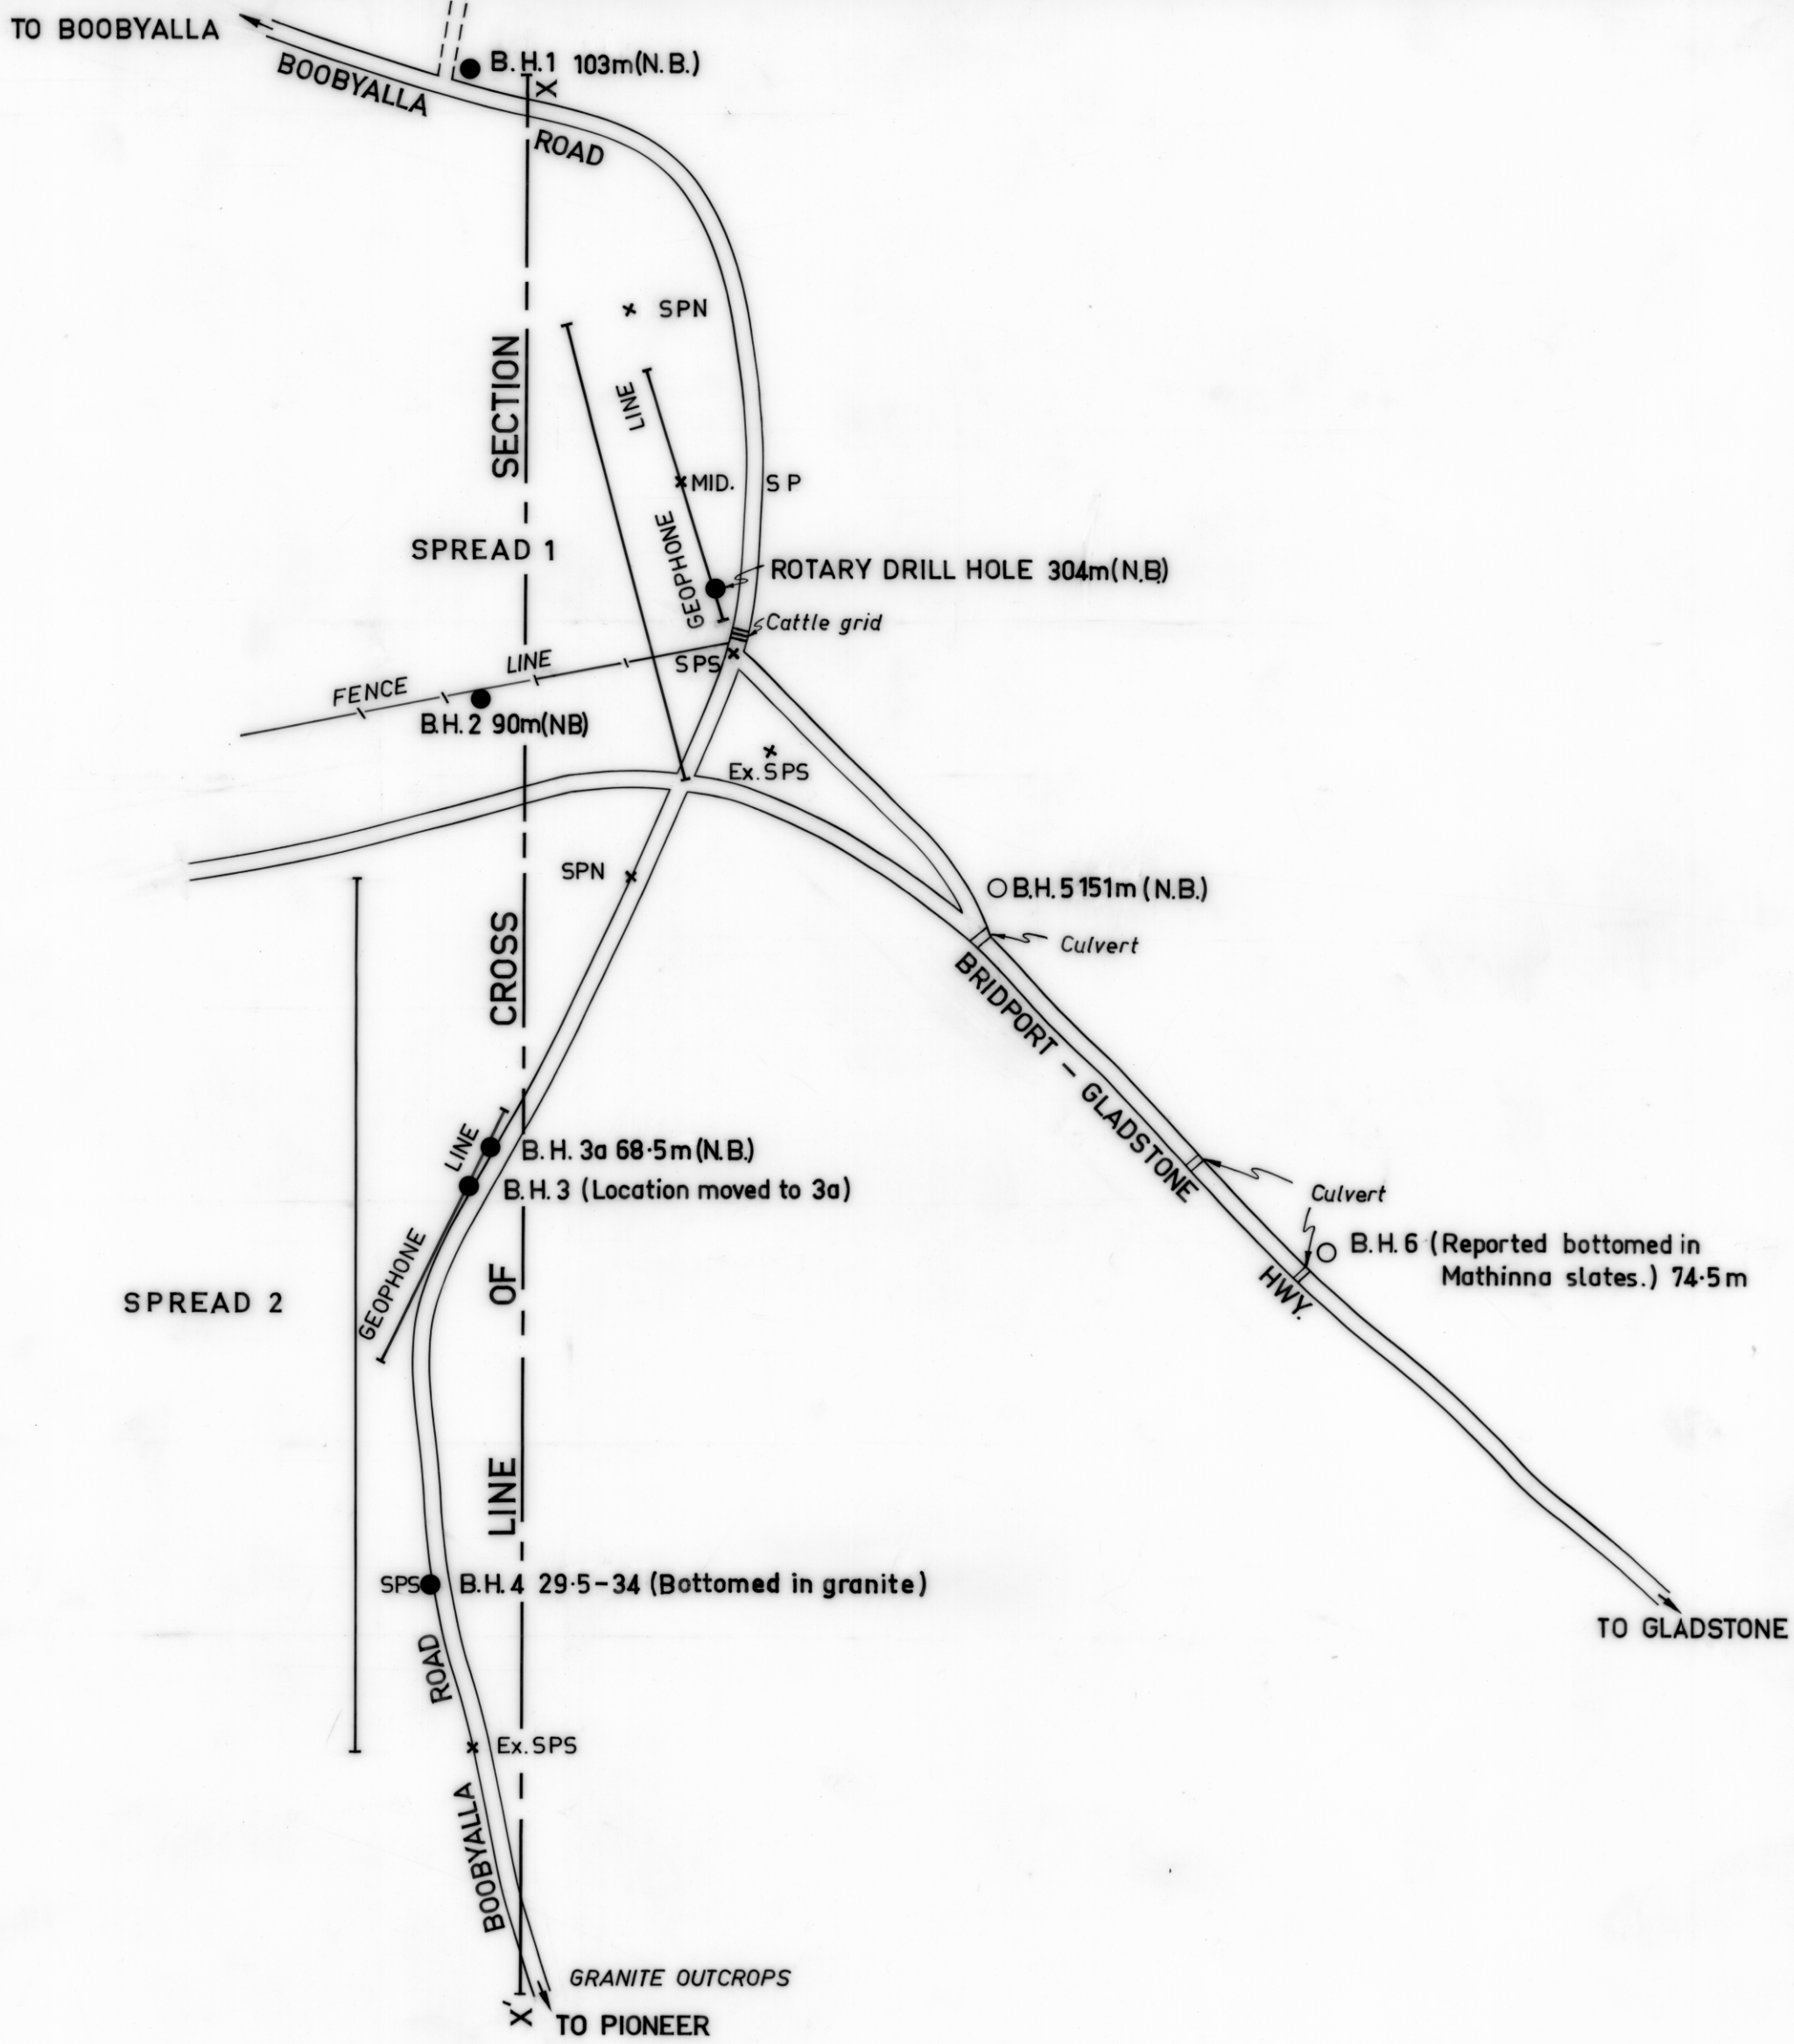 TO BOOBYALLA
B.H.1 103m(N.B.)
X
BOOBYALLA
ROAD
SPN
SECTION
LINE
MID. SP
GEOPHONE
SPREAD 1
ROTARY DRILL HOLE 304m(N.B)
Cattle grid
SPS
FENCE LINE
B.H.2 90m(NB)
Ex.SPS
SPN
B.H.5 151m (N.B.)
Culvert
CROSS
BRIDPORT – GLADSTONE HWY.
LINE
B.H. 3a 68·5m(N.B.)
B.H.3 (Location moved to 3a)
GEOPHONE
Culvert
B.H.6 (Reported bottomed in
Mathinna slates.) 74·5m
OF
SPREAD 2
LINE
SPS
B.H.4 29·5–34 (Bottomed in granite)
TO GLADSTONE
ROAD
Ex.SPS
BOOBYALLA
GRANITE OUTCROPS
X'
TO PIONEER